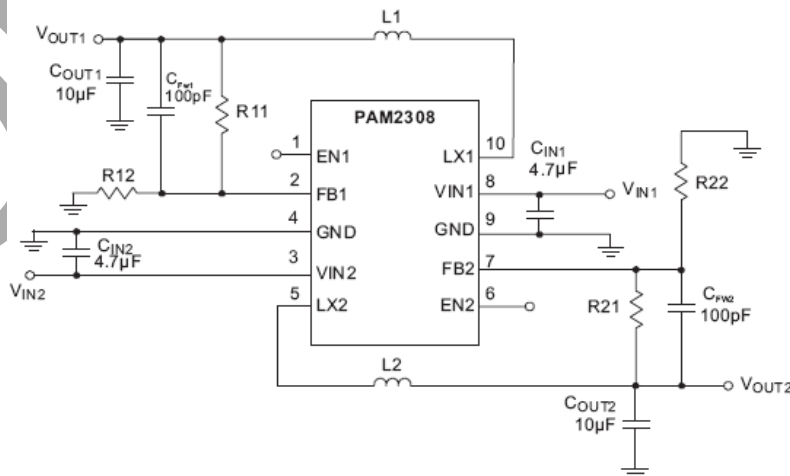 L1
VOUT1
COUT1
10µF
CFW1
100pF
R11
PAM2308
1
EN1
LX1
10
CIN1
4.7µF
R12
2
FB1
VIN1
8
VIN1
R22
4
GND
GND
9
CIN2
4.7µF
3
VIN2
FB2
7
VIN2
5
LX2
EN2
6
R21
CFW2
100pF
L2
VOUT2
COUT2
10µF